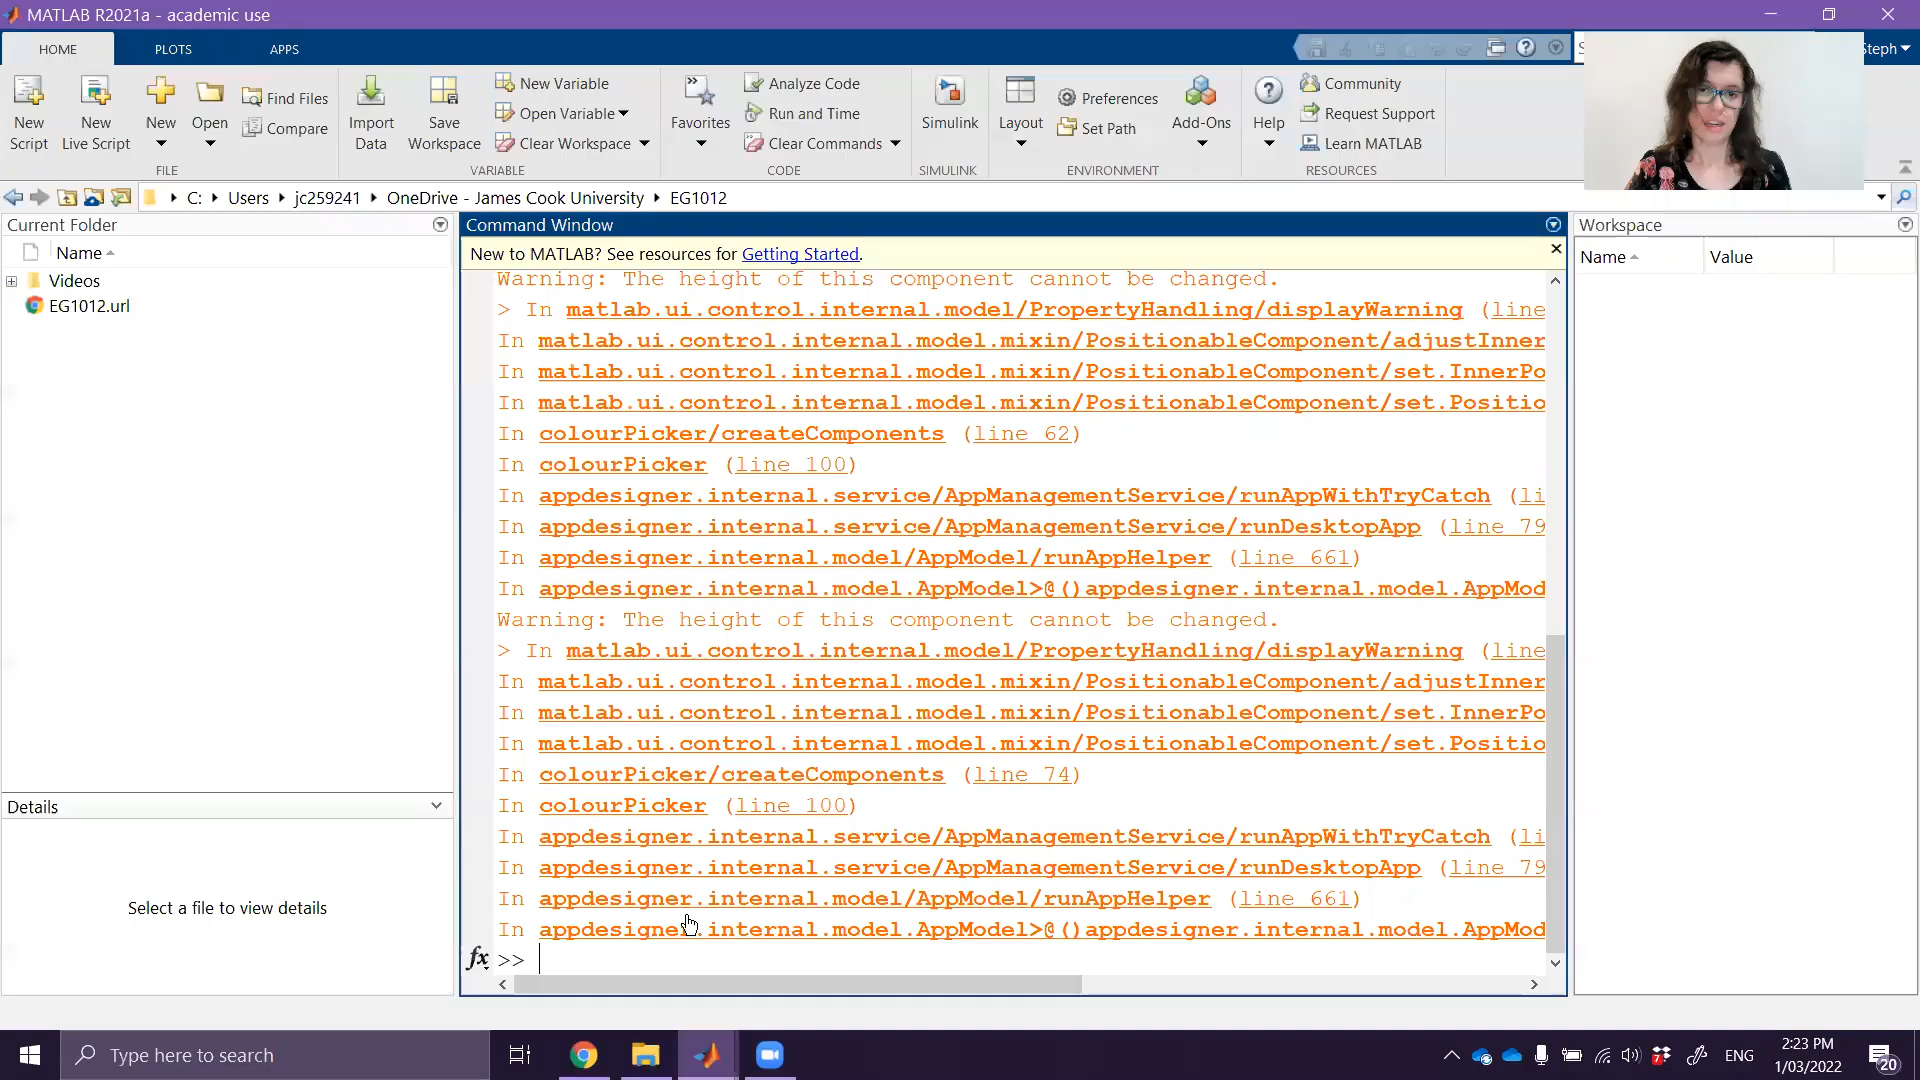 MATLAB R2021a - academic use
HOME PLOTS APPS
Steph
New Script
New Live Script
New
Open
Find Files
Compare
FILE
Import Data
Save Workspace
New Variable
Open Variable
Clear Workspace
VARIABLE
Favorites
Analyze Code
Run and Time
Clear Commands
CODE
Simulink
SIMULINK
Layout
Preferences
Set Path
Add-Ons
ENVIRONMENT
Help
Community
Request Support
Learn MATLAB
RESOURCES
C: Users jc259241 OneDrive - James Cook University EG1012
Current Folder
Name
Videos
EG1012.url
Details
Select a file to view details
Command Window
New to MATLAB? See resources for Getting Started.
Warning: The height of this component cannot be changed.
> In matlab.ui.control.internal.model/PropertyHandling/displayWarning (line
In matlab.ui.control.internal.model.mixin/PositionableComponent/adjustInner
In matlab.ui.control.internal.model.mixin/PositionableComponent/set.InnerPo
In matlab.ui.control.internal.model.mixin/PositionableComponent/set.Positio
In colourPicker/createComponents (line 62)
In colourPicker (line 100)
In appdesigner.internal.service/AppManagementService/runAppWithTryCatch (li
In appdesigner.internal.service/AppManagementService/runDesktopApp (line 79
In appdesigner.internal.model/AppModel/runAppHelper (line 661)
In appdesigner.internal.model.AppModel>@()appdesigner.internal.model.AppMod
Warning: The height of this component cannot be changed.
> In matlab.ui.control.internal.model/PropertyHandling/displayWarning (line
In matlab.ui.control.internal.model.mixin/PositionableComponent/adjustInner
In matlab.ui.control.internal.model.mixin/PositionableComponent/set.InnerPo
In matlab.ui.control.internal.model.mixin/PositionableComponent/set.Positio
In colourPicker/createComponents (line 74)
In colourPicker (line 100)
In appdesigner.internal.service/AppManagementService/runAppWithTryCatch (li
In appdesigner.internal.service/AppManagementService/runDesktopApp (line 79
In appdesigner.internal.model/AppModel/runAppHelper (line 661)
In appdesigner.internal.model.AppModel>@()appdesigner.internal.model.AppMod
fx >>
Workspace
Name Value
Type here to search
ENG
2:23 PM
1/03/2022
20